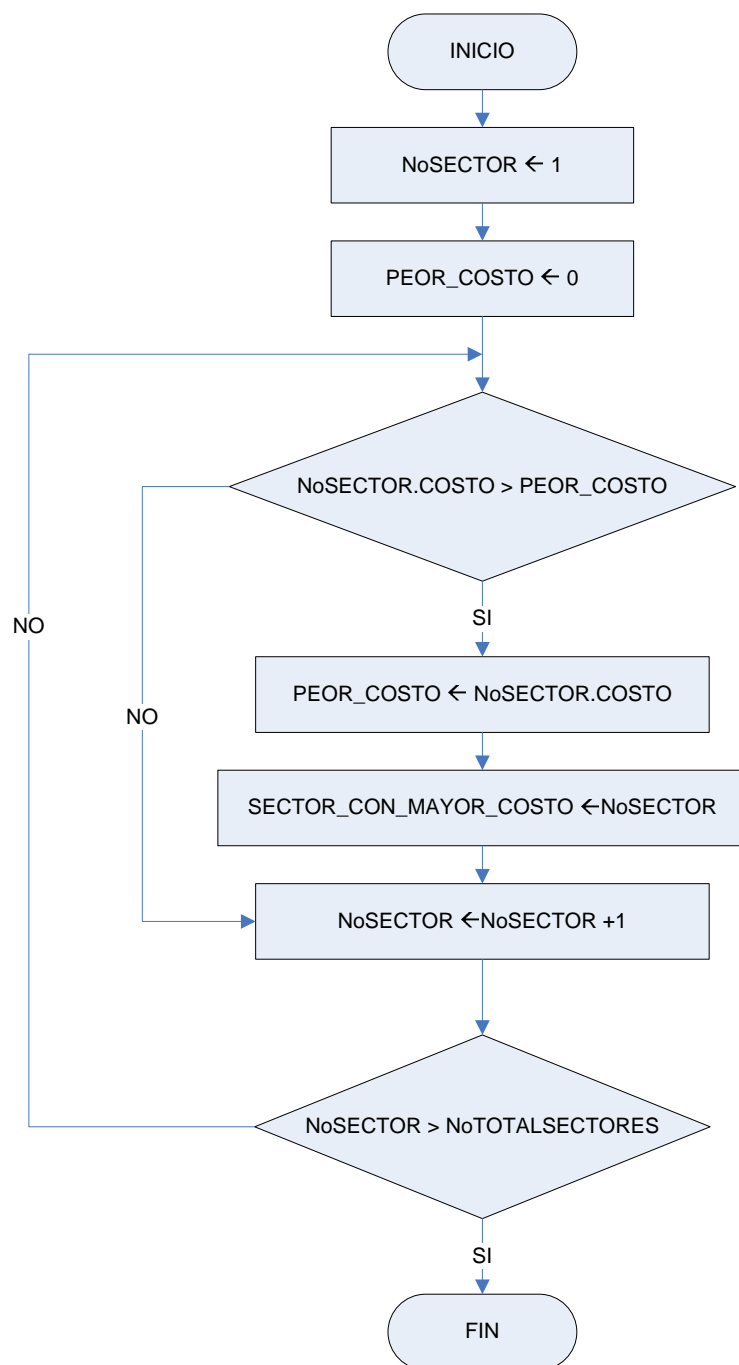 INICIO
NoSECTOR ← 1
PEOR_COSTO ← 0
NoSECTOR.COSTO > PEOR_COSTO
SI
NO
PEOR_COSTO ← NoSECTOR.COSTO
NO
SECTOR_CON_MAYOR_COSTO ←NoSECTOR
NoSECTOR ←NoSECTOR +1
NoSECTOR > NoTOTALSECTORES
SI
FIN